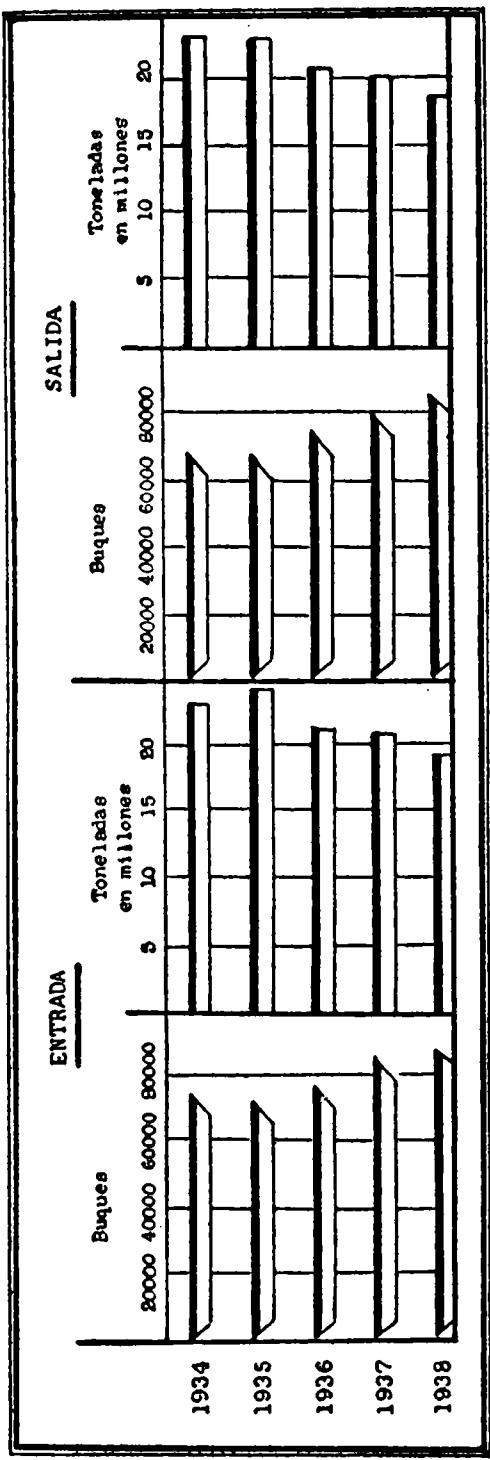 ENTRADA
SALIDA
Buques
Toneladas
en millones
Buques
Toneladas
en millones
20000 40000 60000 80000
5 10 15 20
20000 40000 60000 80000
5 10 15 20
1934
1935
1936
1937
1938